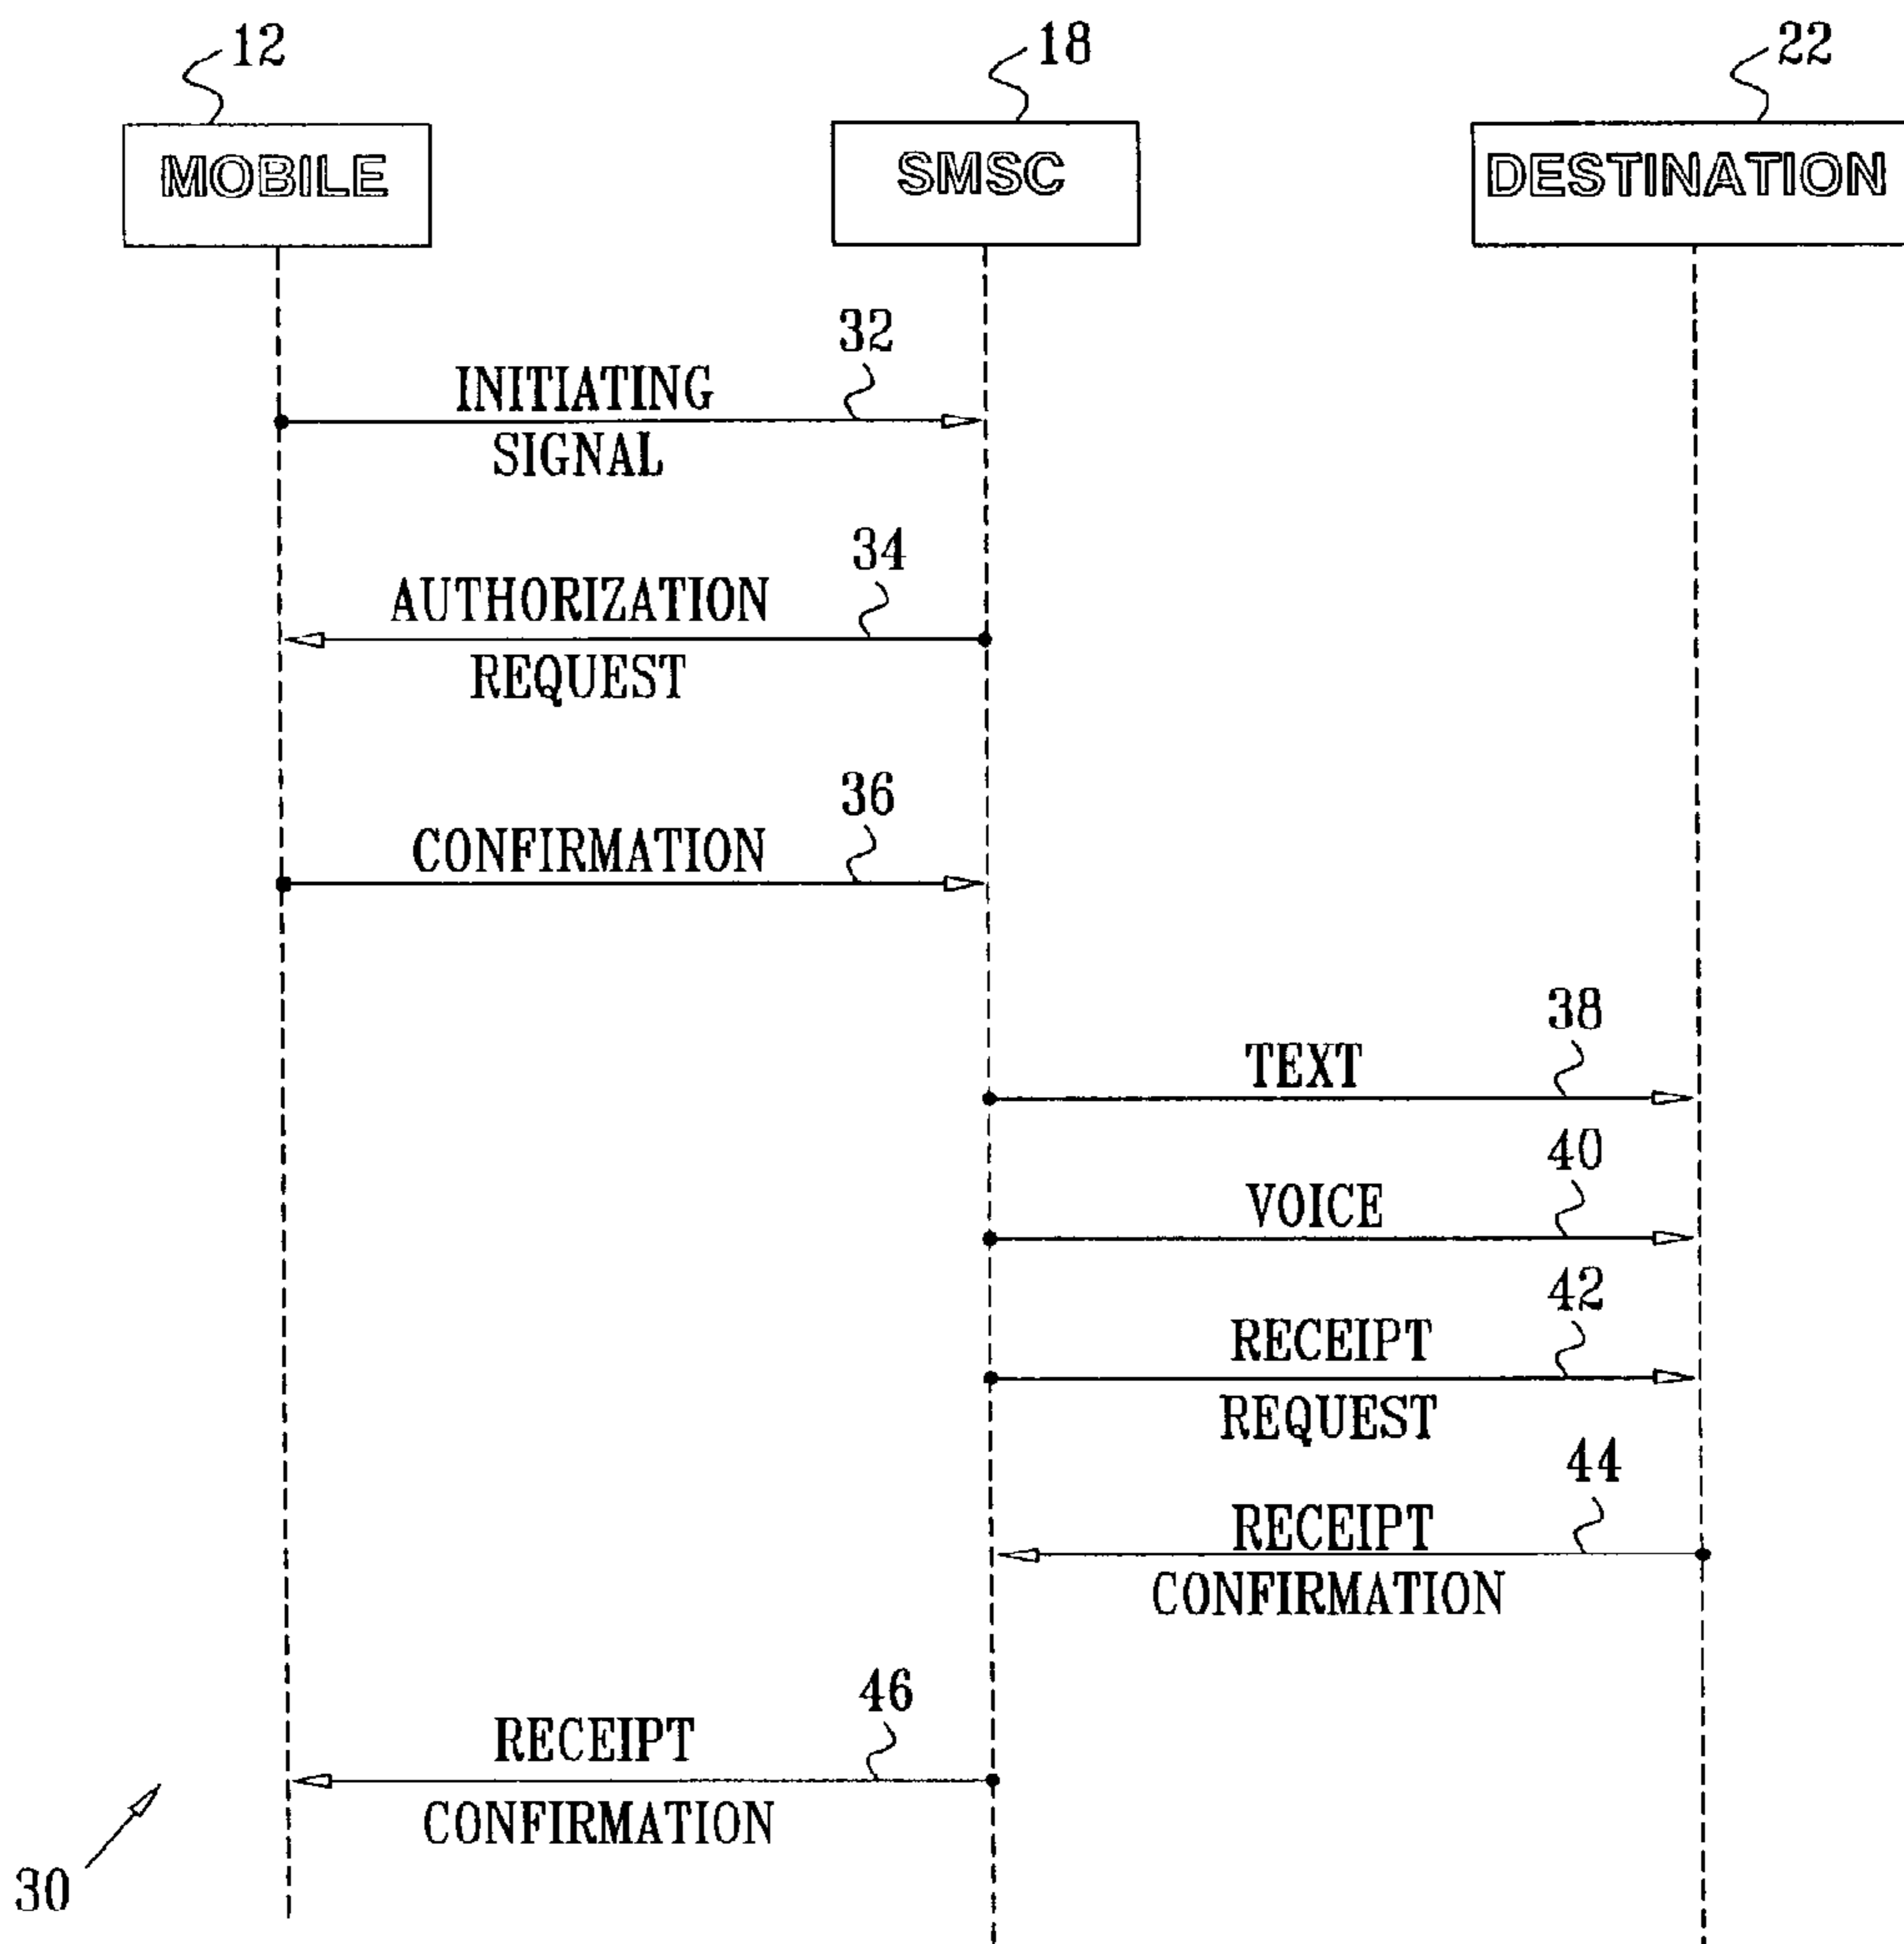 12
18
22
MOBILE
SMSC
DESTINATION
32
INITIATING
SIGNAL
34
AUTHORIZATION
REQUEST
36
CONFIRMATION
38
TEXT
40
VOICE
42
RECEIPT
REQUEST
44
RECEIPT
CONFIRMATION
46
RECEIPT
CONFIRMATION
30